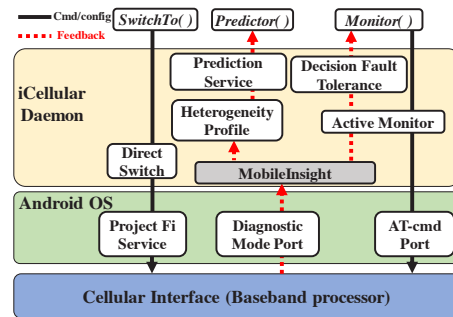 Cmd/config
Feedback
SwitchTo( )
Predictor( )
Monitor( )
iCellular
Daemon
Prediction
Service
Decision Fault
Tolerance
Heterogeneity
Profile
Active Monitor
Direct
Switch
MobileInsight
Android OS
Project Fi
Service
Diagnostic
Mode Port
AT-cmd
Port
Cellular Interface (Baseband processor)